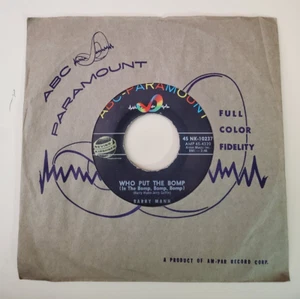 ABC
PARAMOUNT
ABC-PARAMOUNT
FULL
COLOR
FIDELITY
45 NX-10237
WHO PUT THE BOMP
(In The Bomp, Bomp, Bomp)
BARRY MANN
A PRODUCT OF AM-PAR RECORD CORP.